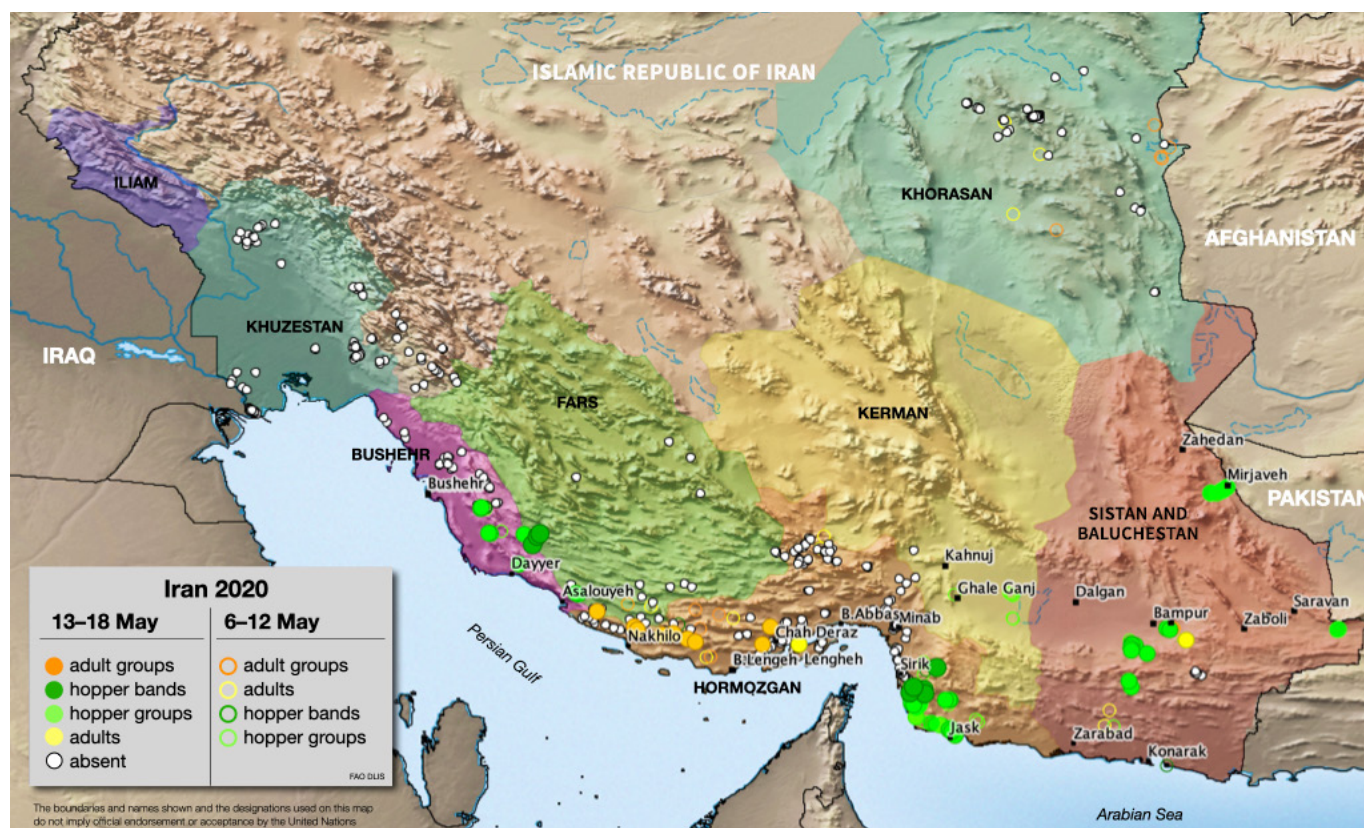 ISLAMIC REPUBLIC OF IRAN
ILIAM
KHORASAN
AFGHANISTAN
KHUZESTAN
IRAQ
FARS
KERMAN
BUSHEHR
Bushehr
Zahedan
Mirjaveh
PAKISTAN
SISTAN AND
BALUCHESTAN
Dayyer
Kahnuj
Asalouyeh
Ghale Ganj
Dalgan
Bampur
Saravan
Zaboli
B.Abbas
Minab
Nakhilo
Chah Deraz
B.Lengeh
Lengheh
Sirik
HORMOZGAN
Persian Gulf
Jask
Zarabad
Konarak
Arabian Sea
Iran 2020
13–18 May
6–12 May
adult groups
hopper bands
hopper groups
adults
absent
adult groups
adults
hopper bands
hopper groups
FAO DLIS
The boundaries and names shown and the designations used on this map
do not imply official endorsement or acceptance by the United Nations